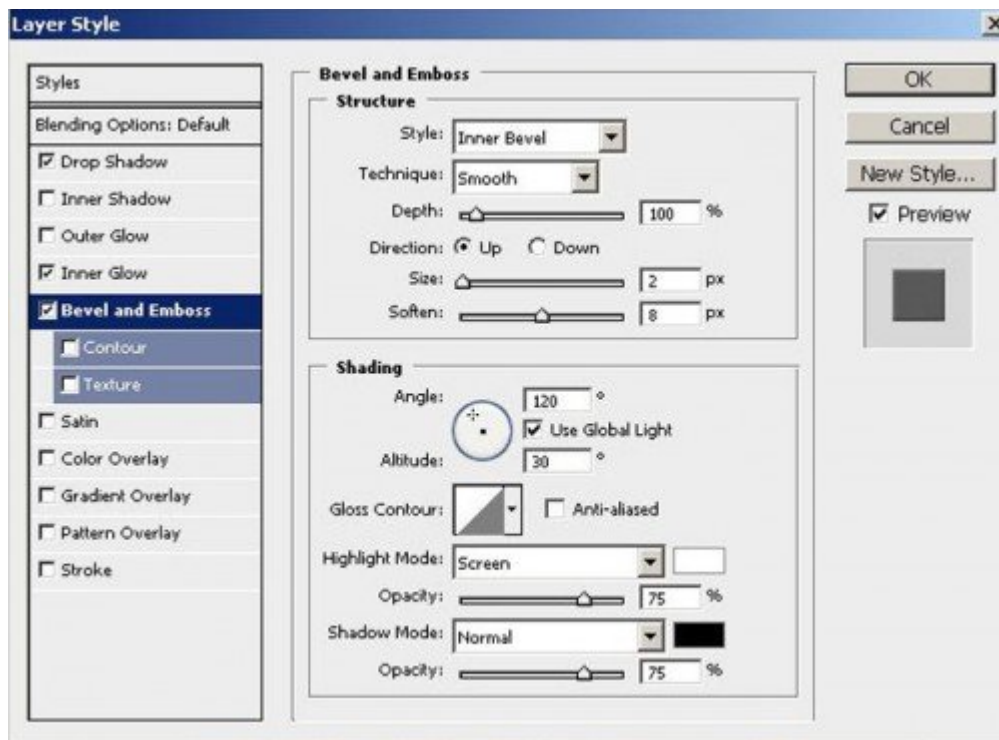 Layer Style
Styles
Blending Options: Default
Drop Shadow
Inner Shadow
Outer Glow
Inner Glow
Bevel and Emboss
Contour
Texture
Satin
Color Overlay
Gradient Overlay
Pattern Overlay
Stroke
Bevel and Emboss
Structure
Style: Inner Bevel
Technique: Smooth
Depth: 100 %
Direction: Up Down
Size: 2 px
Soften: 8 px
Shading
Angle: 120 °
Use Global Light
Altitude: 30 °
Gloss Contour: Anti-aliased
Highlight Mode: Screen
Opacity: 75 %
Shadow Mode: Normal
Opacity: 75 %
OK
Cancel
New Style...
Preview